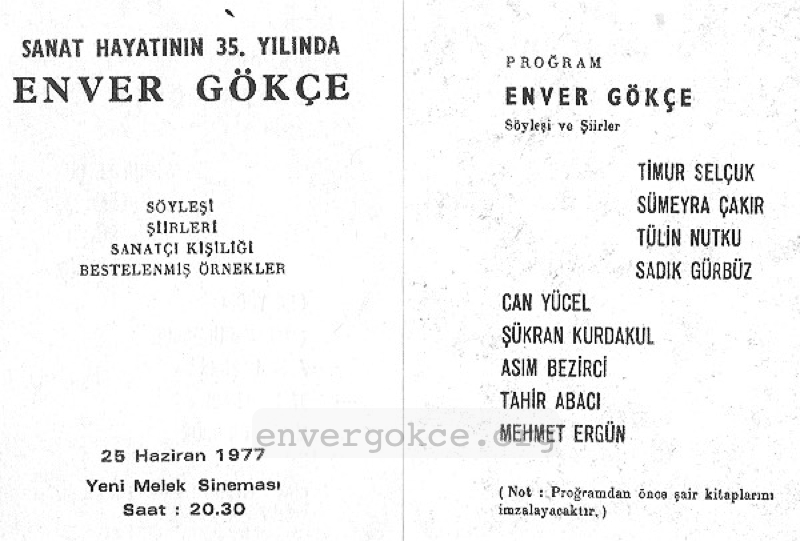 SANAT HAYATININ 35. YILINDA
ENVER GÖKÇE
SÖYLEŞİ
ŞİİRLERİ
SANATÇI KİŞİLİĞİ
BESTELENMİŞ ÖRNEKLER
25 Haziran 1977
Yeni Melek Sineması
Saat : 20.30
PROĞRAM
ENVER GÖKÇE
Söyleşi ve Şiirler
TİMUR SELÇUK
SÜMEYRA ÇAKIR
TÜLİN NUTKU
SADIK GÜRBÜZ
CAN YÜCEL
ŞÜKRAN KURDAKUL
ASIM BEZİRCİ
TAHİR ABACI
MEHMET ERGÜN
(Not : Proğramdan önce şair kitaplarını
imzalayacaktır.)
envergokce.org